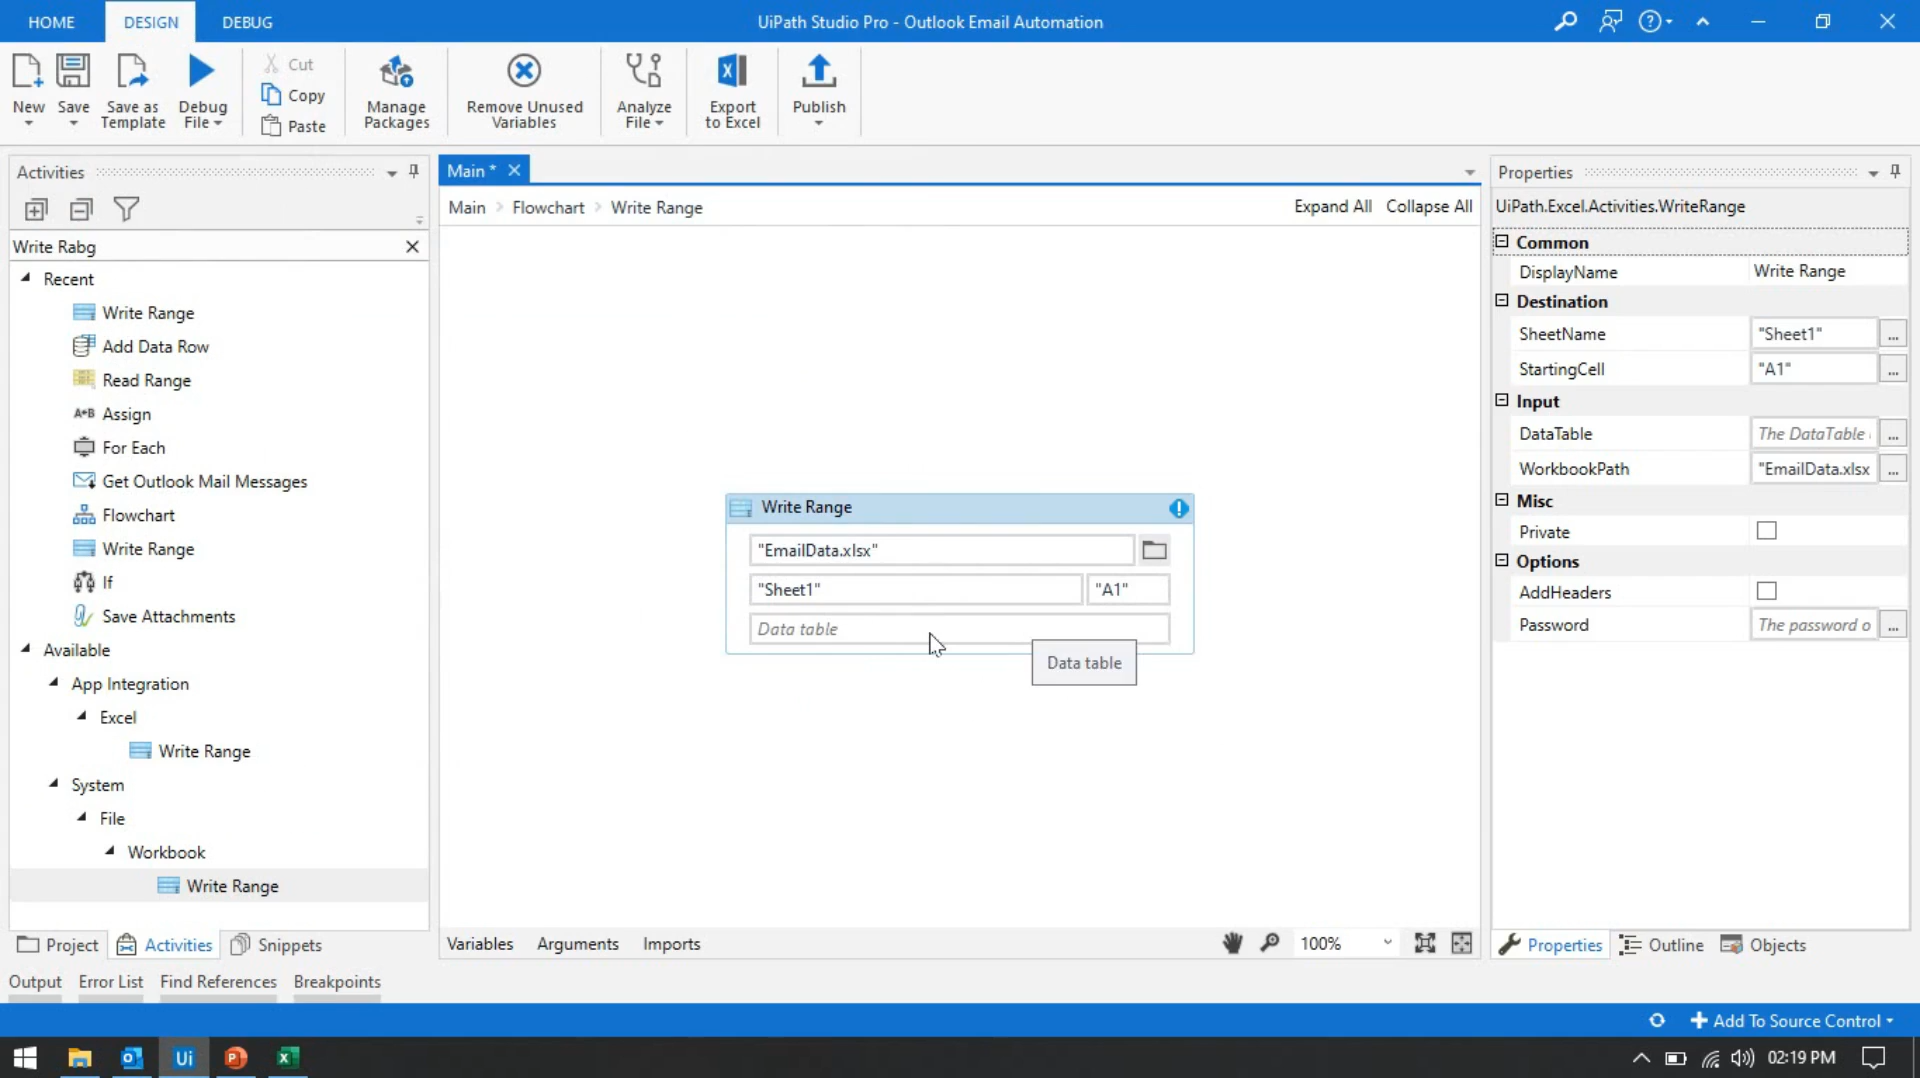 HOME
DESIGN
DEBUG
UiPath Studio Pro - Outlook Email Automation
New
Save
Save as
Template
Debug
File
Cut
Copy
Paste
Manage
Packages
Remove Unused
Variables
Analyze
File
Export
to Excel
Publish
Activities
Write Rabg
Recent
Write Range
Add Data Row
Read Range
A+B Assign
For Each
Get Outlook Mail Messages
Flowchart
Write Range
If
Save Attachments
Available
App Integration
Excel
Write Range
System
File
Workbook
Write Range
Project
Activities
Snippets
Main *
Main > Flowchart > Write Range
Expand All
Collapse All
Write Range
"EmailData.xlsx"
"Sheet1"
"A1"
Data table
Data table
Variables
Arguments
Imports
100%
Properties
UiPath.Excel.Activities.WriteRange
Common
DisplayName
Write Range
Destination
SheetName
"Sheet1"
...
StartingCell
"A1"
...
Input
DataTable
The DataTable
...
WorkbookPath
"EmailData.xlsx
...
Misc
Private
Options
AddHeaders
Password
The password o
...
Properties
Outline
Objects
Output
Error List
Find References
Breakpoints
Add To Source Control
Ui
02:19 PM